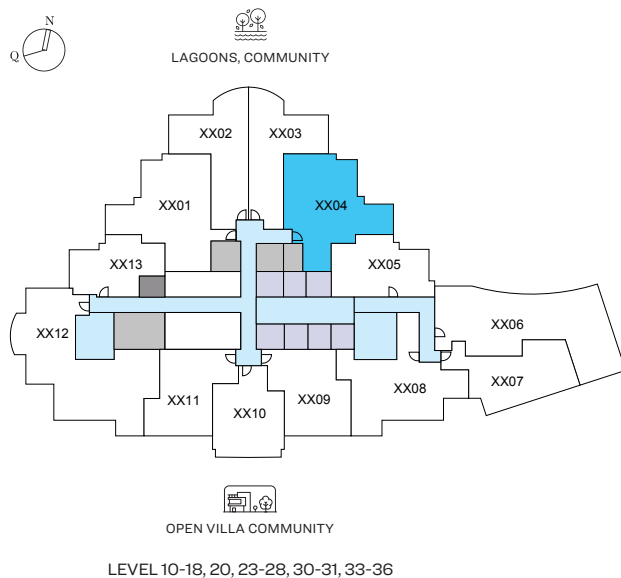 N
Q
LAGOONS, COMMUNITY
XX02
XX03
XX01
XX04
XX13
XX05
XX12
XX06
XX11
XX10
XX09
XX08
XX07
OPEN VILLA COMMUNITY
LEVEL 10-18, 20, 23-28, 30-31, 33-36